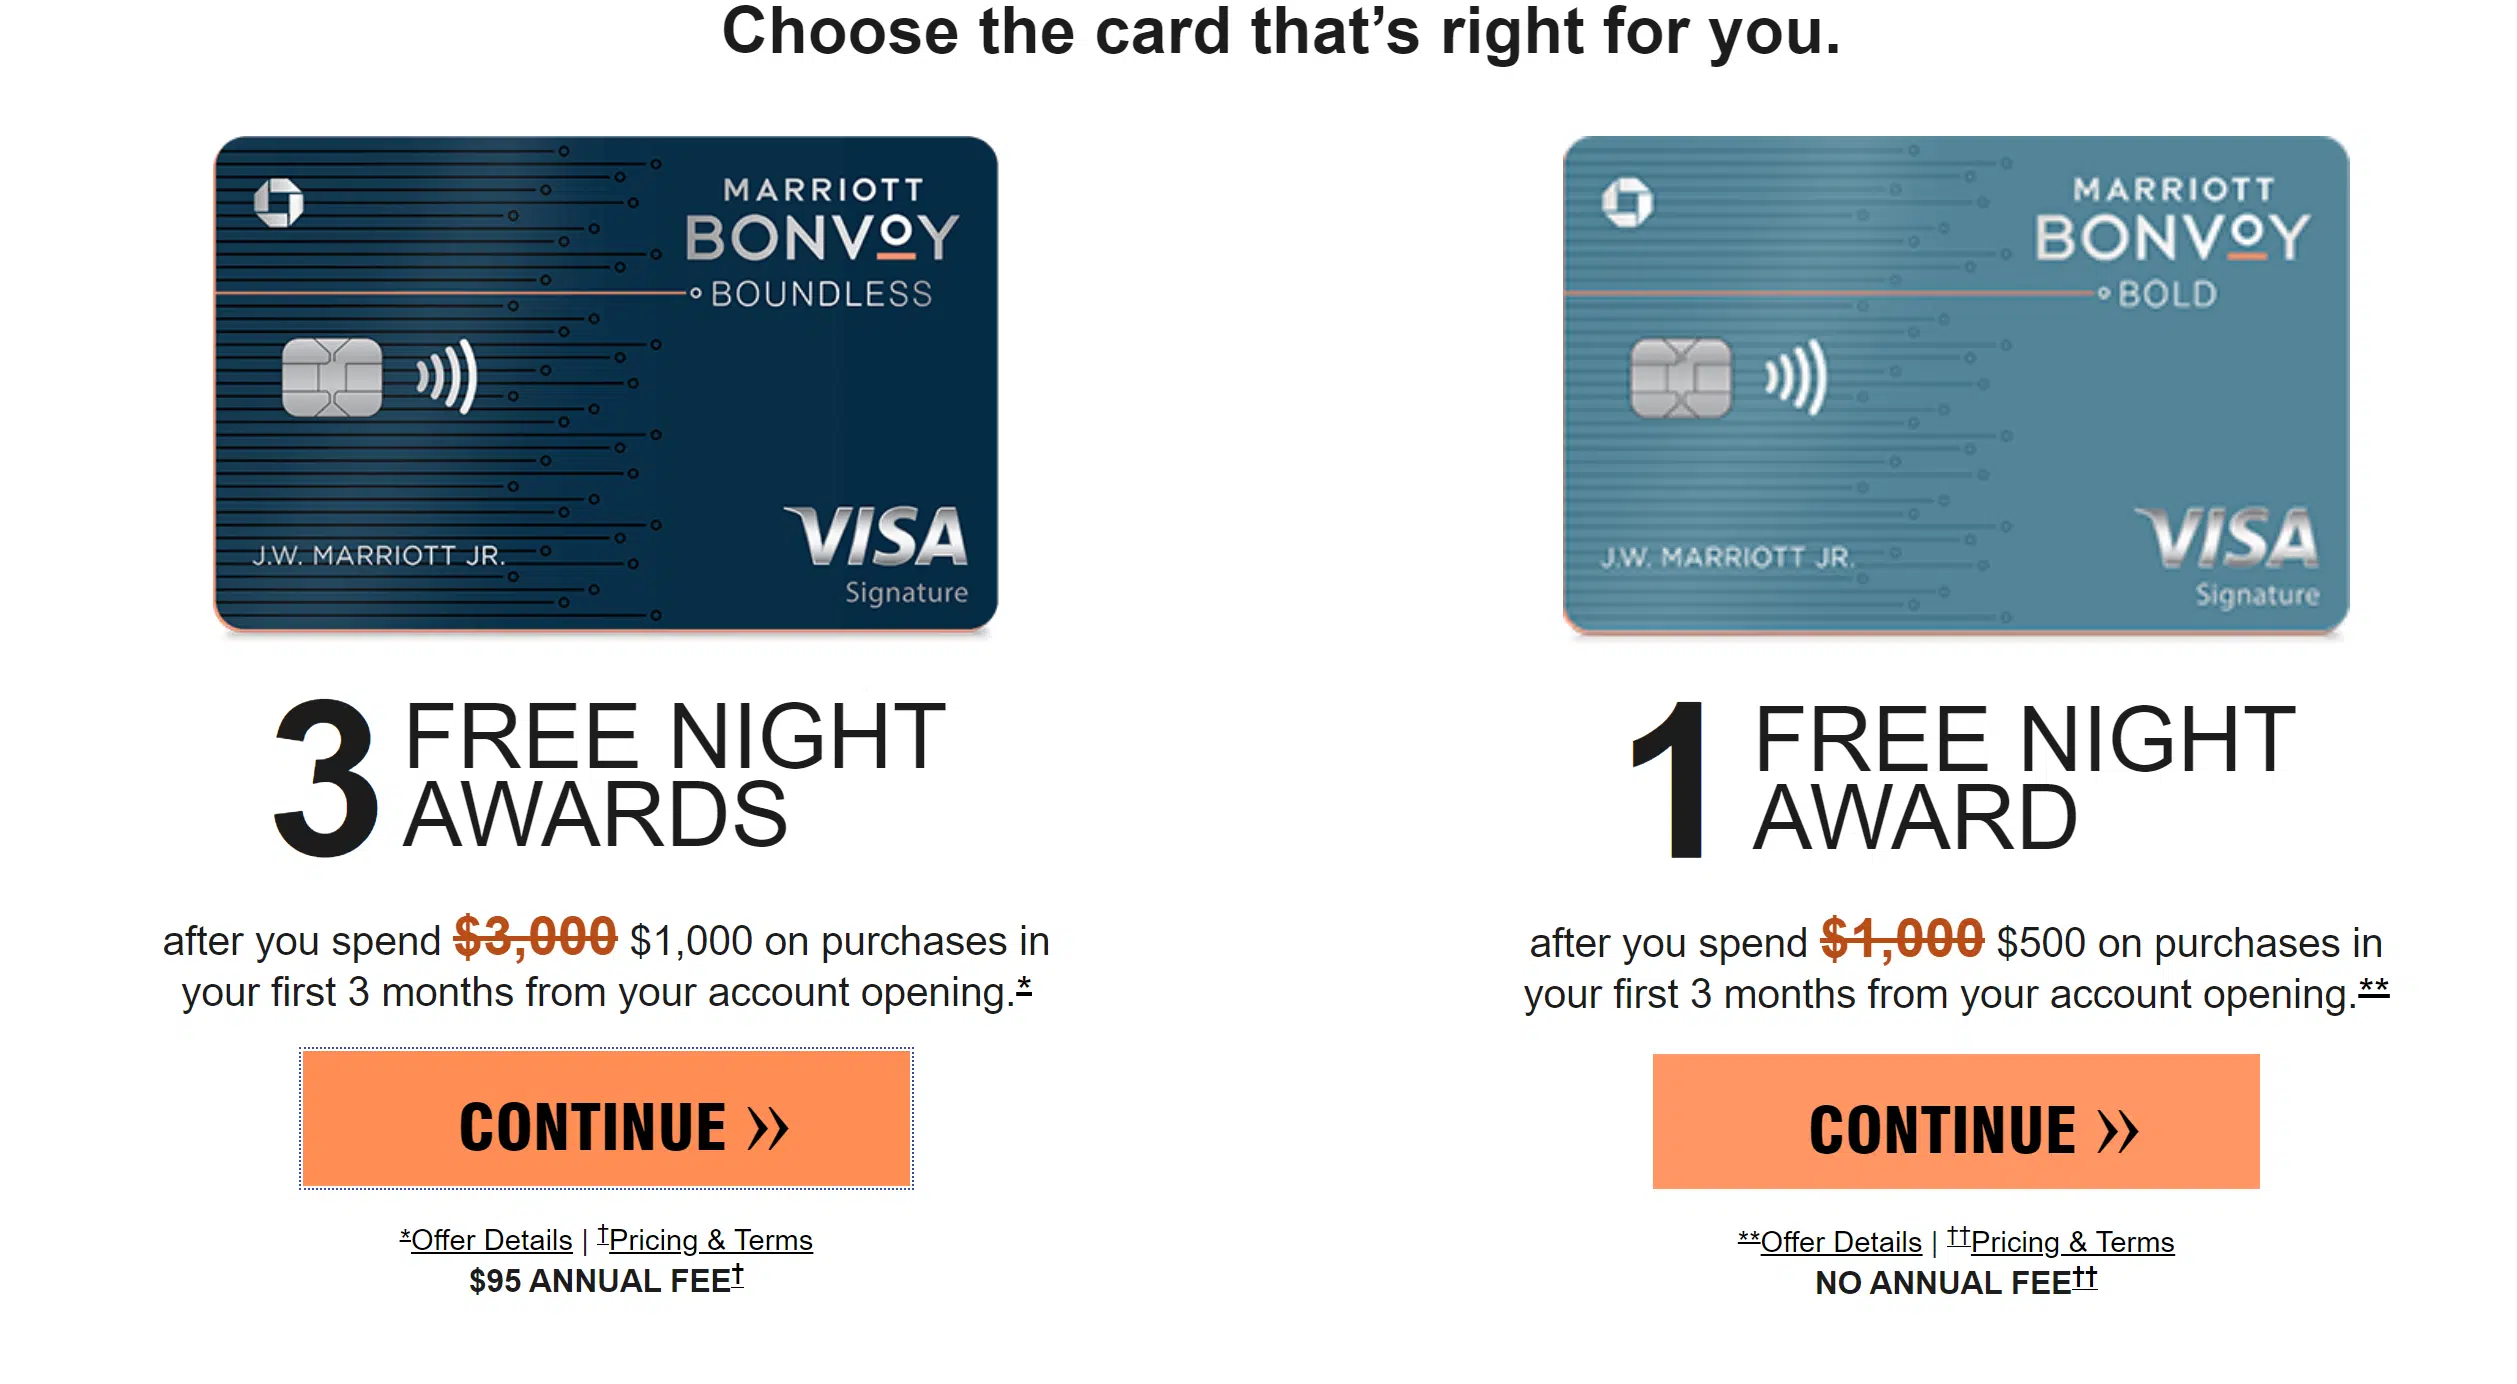 Choose the card that’s right for you.
MARRIOTT
BONVOY
BOUNDLESS
J.W. MARRIOTT JR.
VISA
Signature
3 FREE NIGHT
AWARDS
after you spend $3,000 $1,000 on purchases in
your first 3 months from your account opening.*
CONTINUE »
*Offer Details | †Pricing & Terms
$95 ANNUAL FEE†
MARRIOTT
BONVOY
BOLD
J.W. MARRIOTT JR.
VISA
Signature
1 FREE NIGHT
AWARD
after you spend $1,000 $500 on purchases in
your first 3 months from your account opening.**
CONTINUE »
**Offer Details | ††Pricing & Terms
NO ANNUAL FEE††